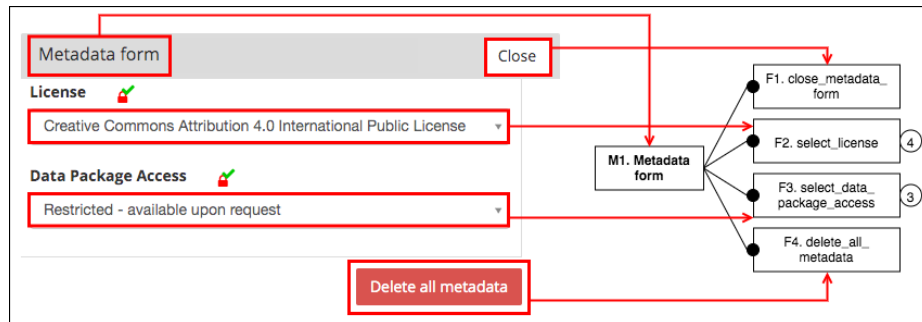 Metadata form
Close
License
Creative Commons Attribution 4.0 International Public License
Data Package Access
Restricted - available upon request
Delete all metadata
M1. Metadata
form
F1. close_metadata_
form
F2. select_license
4
F3. select_data_
package_access
3
F4. delete_all_
metadata